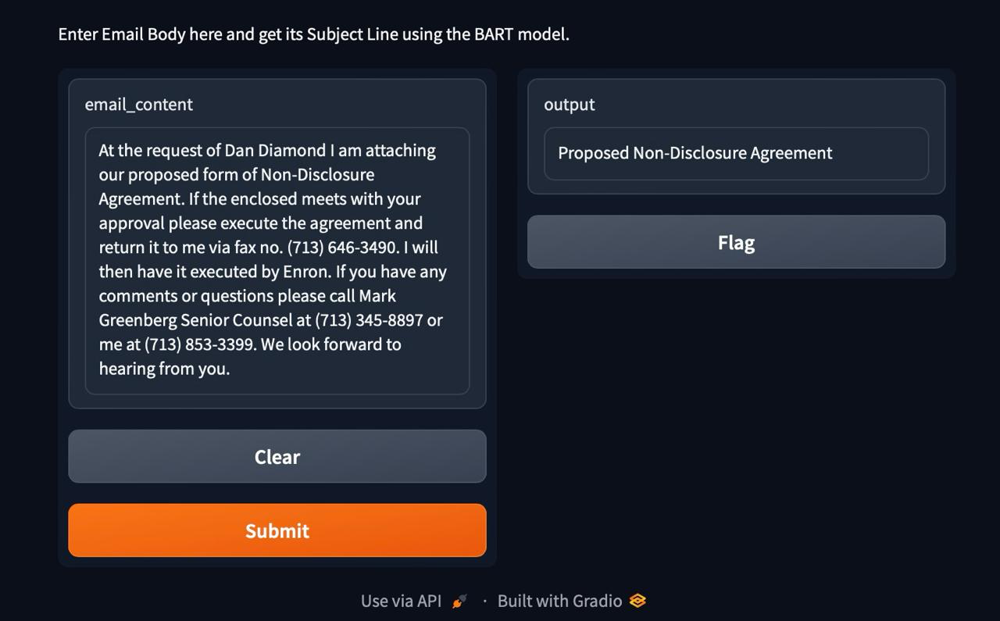 Enter Email Body here and get its Subject Line using the BART model.
email_content
At the request of Dan Diamond I am attaching
our proposed form of Non-Disclosure
Agreement. If the enclosed meets with your
approval please execute the agreement and
return it to me via fax no. (713) 646-3490. I will
then have it executed by Enron. If you have any
comments or questions please call Mark
Greenberg Senior Counsel at (713) 345-8897 or
me at (713) 853-3399. We look forward to
hearing from you.
Clear
Submit
output
Proposed Non-Disclosure Agreement
Flag
Use via API · Built with Gradio